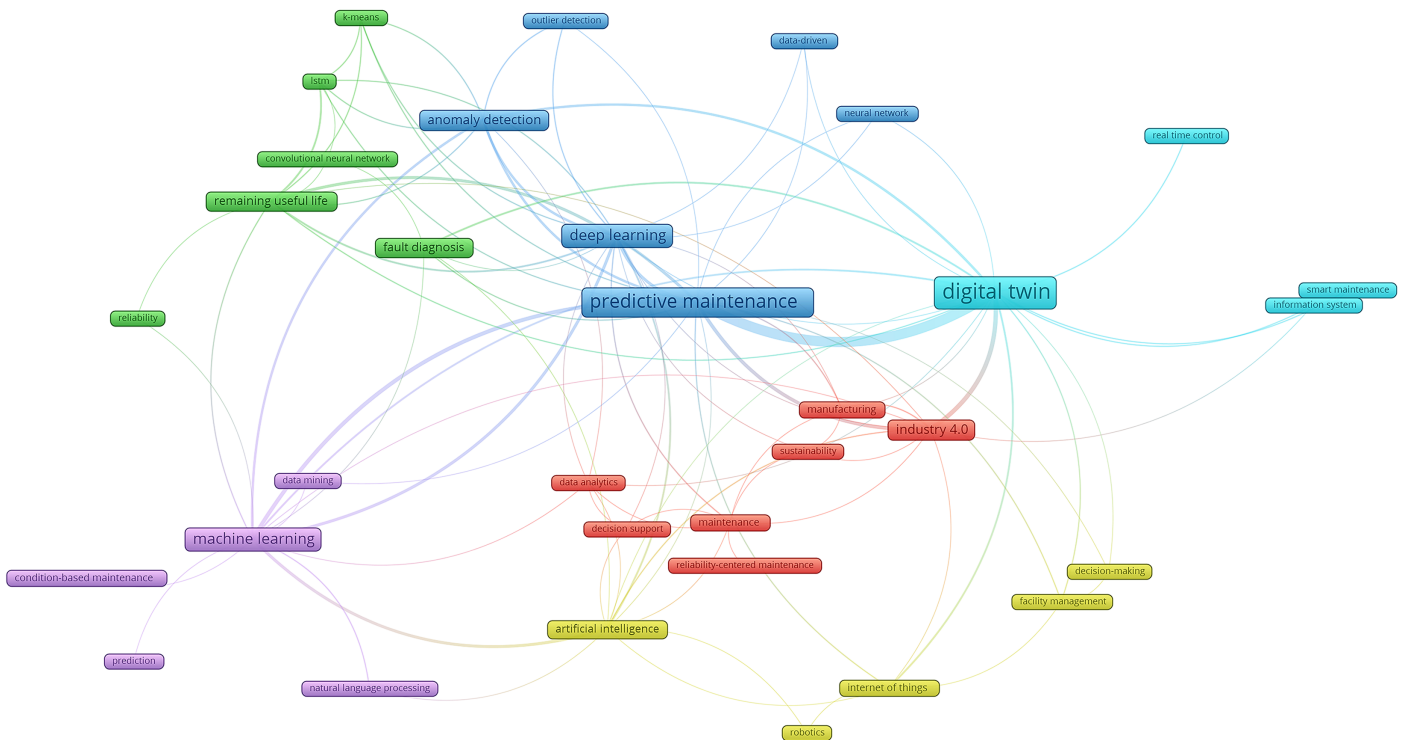 k-means
outlier detection
data-driven
lstm
anomaly detection
neural network
real time control
convolutional neural network
remaining useful life
deep learning
fault diagnosis
digital twin
smart maintenance
predictive maintenance
information system
reliability
manufacturing
industry 4.0
sustainability
data mining
data analytics
maintenance
decision support
machine learning
reliability-centered maintenance
decision-making
condition-based maintenance
facility management
artificial intelligence
prediction
natural language processing
internet of things
robotics